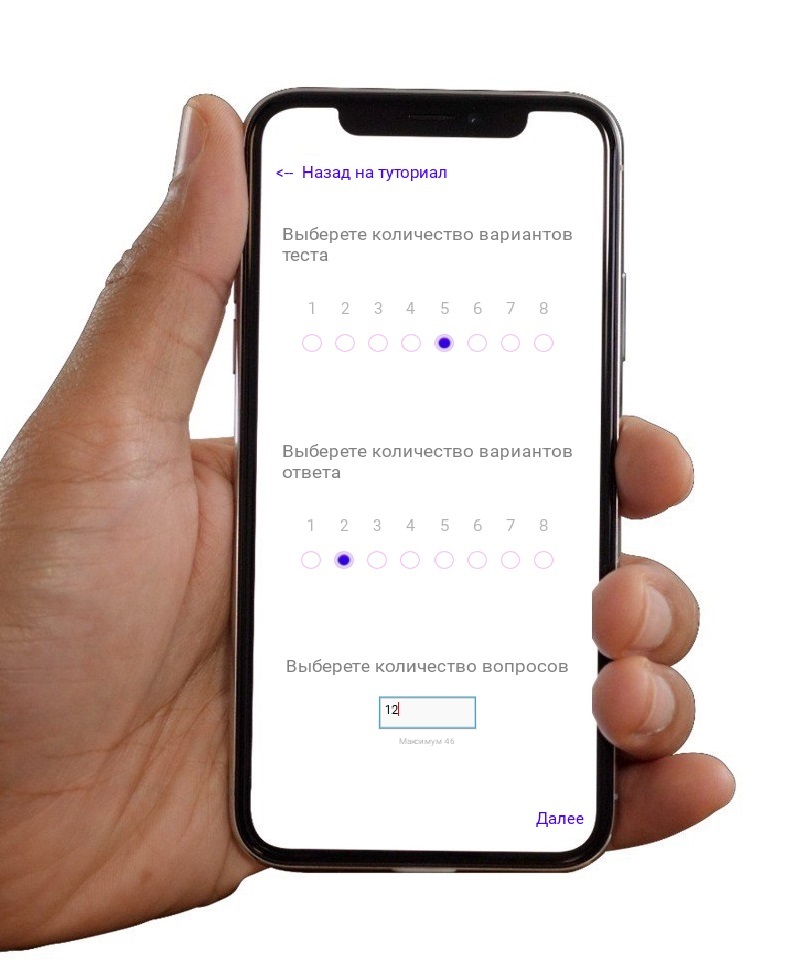 <-- Назад на туториал
Выберете количество вариантов
теста
1 2 3 4 5 6 7 8
Выберете количество вариантов
ответа
1 2 3 4 5 6 7 8
Выберете количество вопросов
12
Максимум 46
Далее